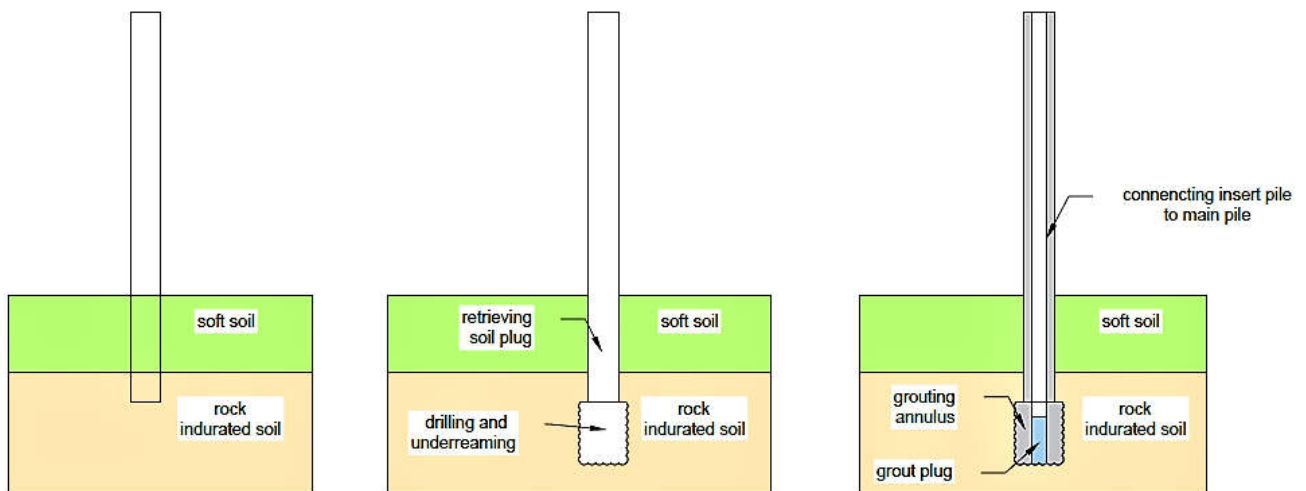 soft soil
rock
indurated soil
retrieving
soil plug
soft soil
drilling and
underreaming
rock
indurated soil
connencting insert pile
to main pile
soft soil
grouting
annulus
rock
indurated soil
grout plug